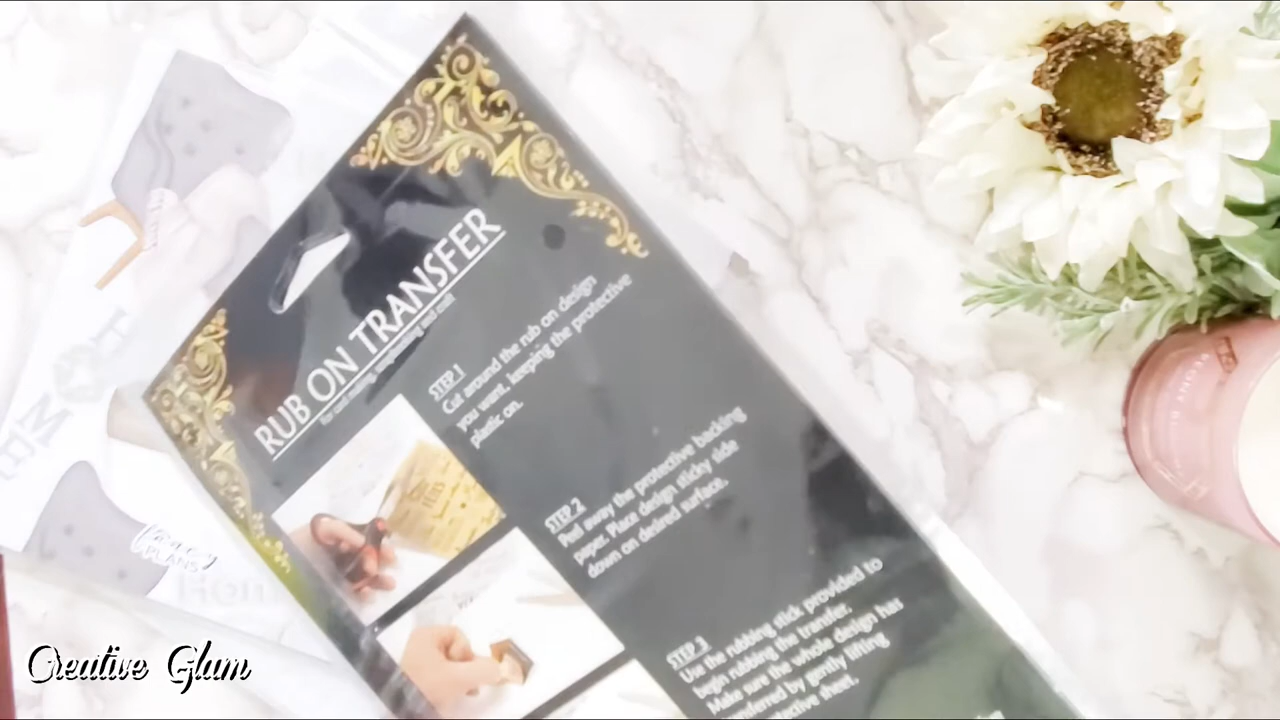 RUB ON TRANSFER
STEP 1
Cut around the rub on design
you want, keeping the protective
plastic on.
STEP 2
Peel away the protective backing
paper. Place design sticky side
down on desired surface.
STEP 3
Use the rubbing stick provided to
begin rubbing the transfer.
Make sure the whole design has
by gently lifting
sheet.
PLANS
Creative Glam